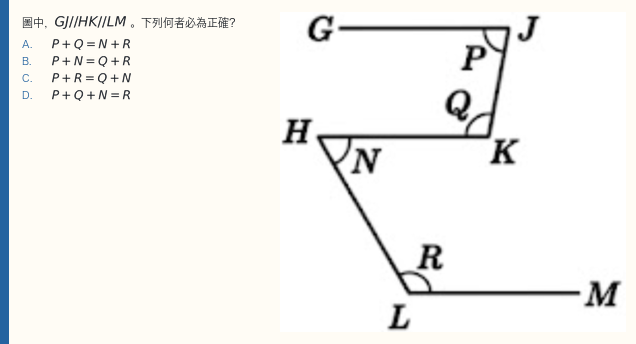 圖中，GJ//HK//LM 。下列何者必為正確?
A. P + Q = N + R
B. P + N = Q + R
C. P + R = Q + N
D. P + Q + N = R
G
J
P
Q
H
N
K
R
M
L